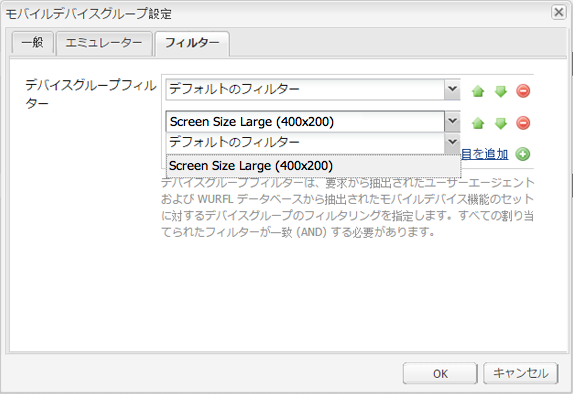 モバイルデバイスグループ設定
一般
エミュレーター
フィルター
デバイスグループフィルター
デフォルトのフィルター
Screen Size Large (400x200)
デフォルトのフィルター
Screen Size Large (400x200)
目を追加
デバイスグループフィルターは、要求から抽出されたユーザーエージェント
および WURFL データベースから抽出されたモバイルデバイス機能のセット
に対するデバイスグループのフィルタリングを指定します。すべての割り当
てられたフィルターが一致 (AND) する必要があります。
OK
キャンセル